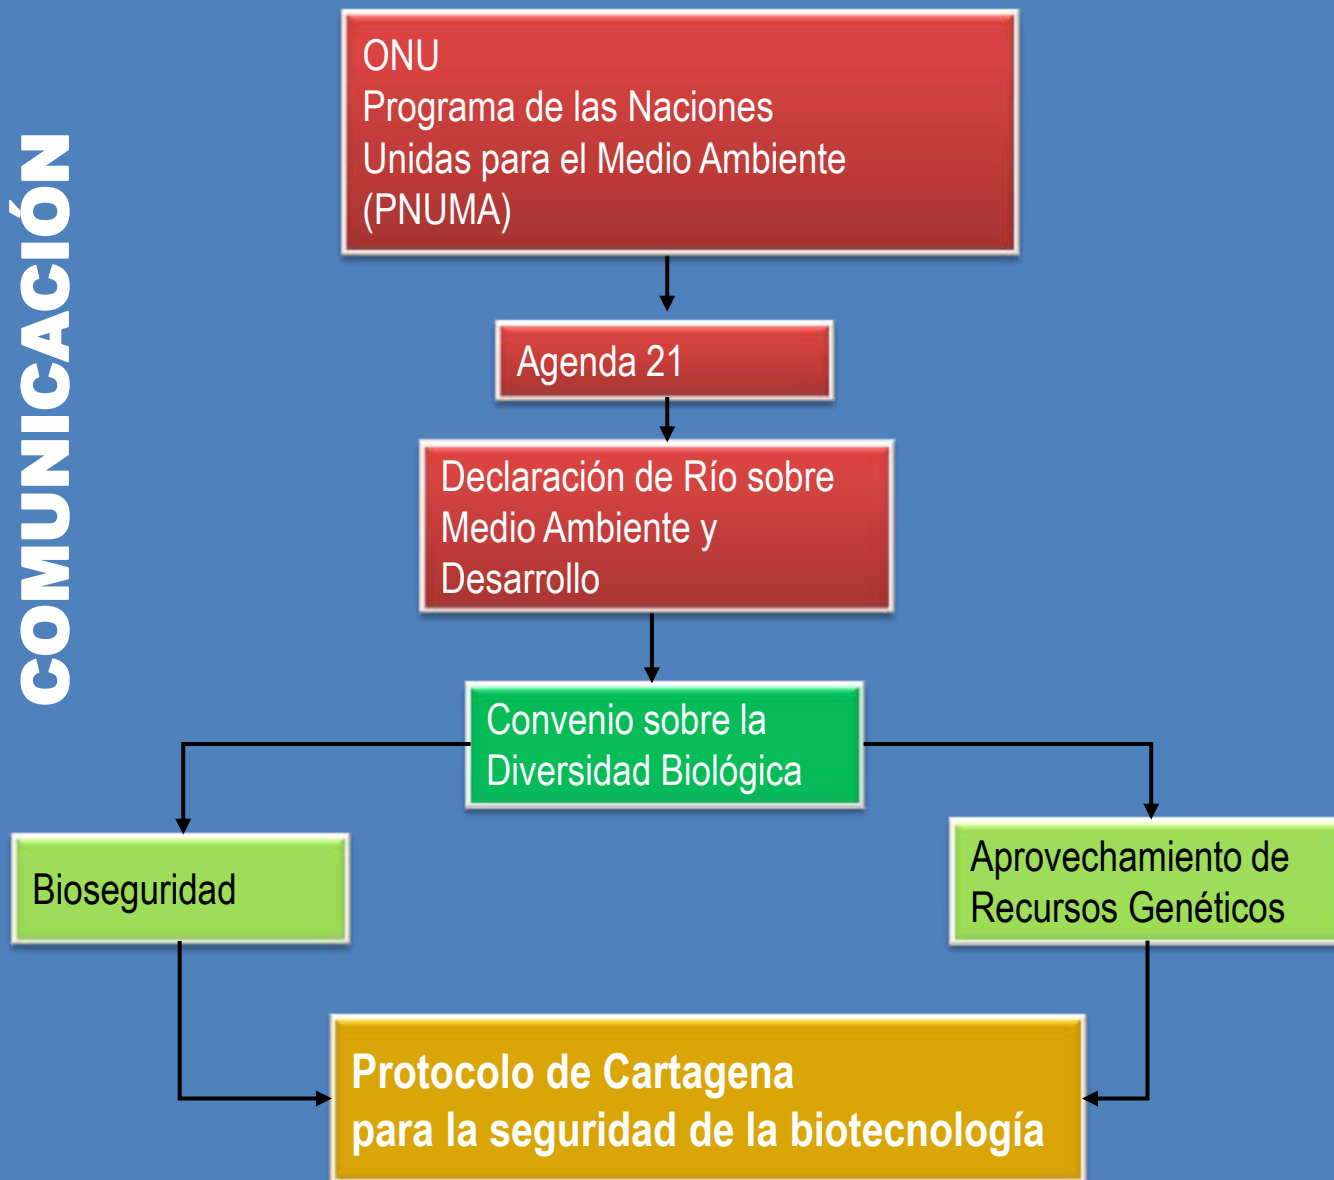 COMUNICACIÓN
ONU
Programa de las Naciones
Unidas para el Medio Ambiente
(PNUMA)
Agenda 21
Declaración de Río sobre
Medio Ambiente y
Desarrollo
Convenio sobre la
Diversidad Biológica
Bioseguridad
Aprovechamiento de
Recursos Genéticos
Protocolo de Cartagena
para la seguridad de la biotecnología